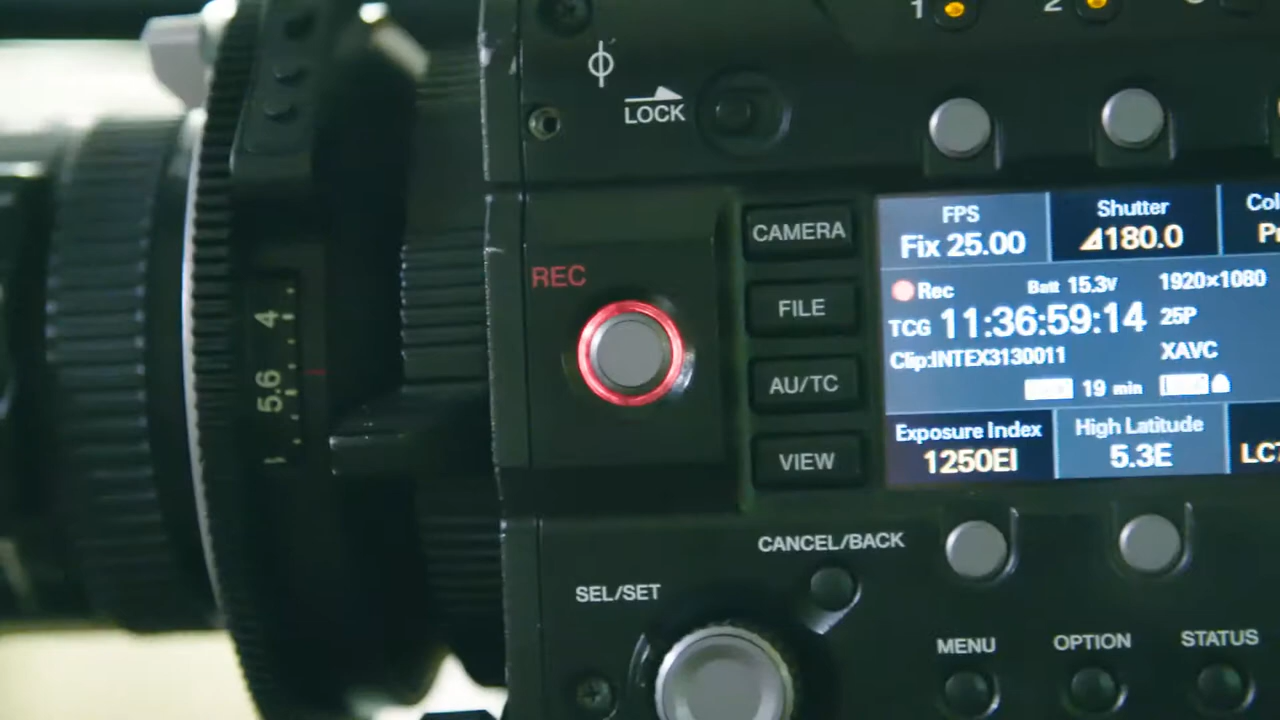 1 2
LOCK
REC
4
5.6
CAMERA
FILE
AU/TC
VIEW
FPS
Fix 25.00
Shutter
180.0
Rec
Batt 15.3V
1920×1080
TCG 11:36:59:14
25P
Clip:INTEX3130011
XAVC
19 min
Exposure Index
1250EI
High Latitude
5.3E
CANCEL/BACK
SEL/SET
MENU
OPTION
STATUS